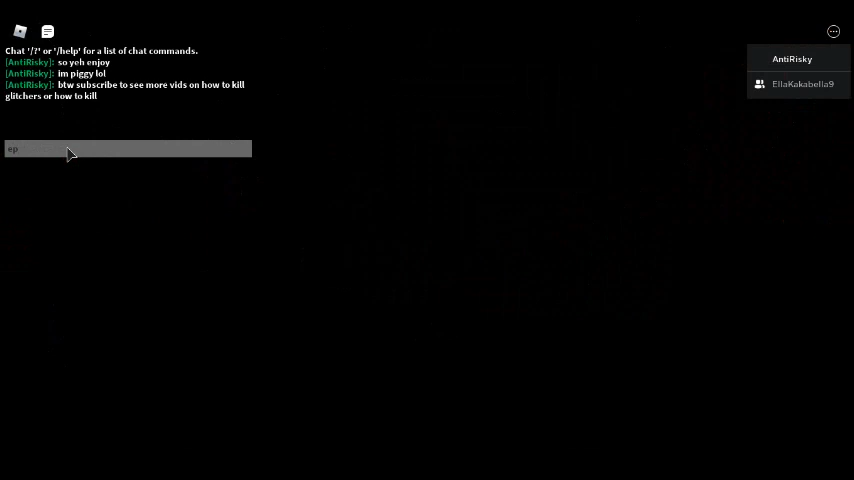 Chat '/?' or '/help' for a list of chat commands.
[AntiRisky]: so yeh enjoy
[AntiRisky]: im piggy lol
[AntiRisky]: btw subscribe to see more vids on how to kill
glitchers or how to kill
ep
AntiRisky
EllaKakabella9